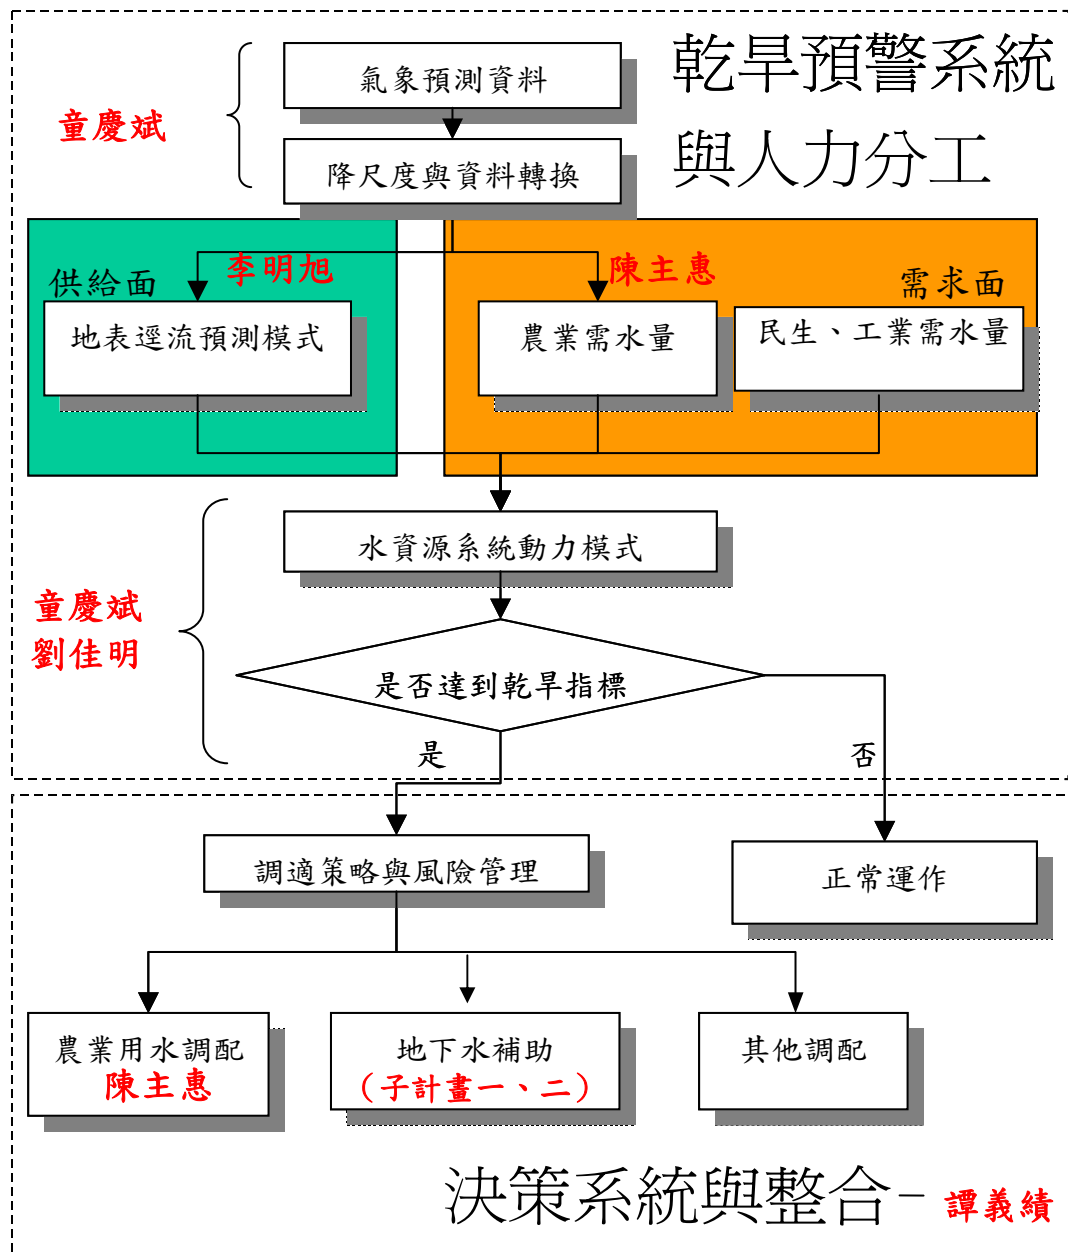 乾旱預警系統
與人力分工
氣象預測資料
童慶斌
降尺度與資料轉換
供給面
李明旭
陳主惠
需求面
地表逕流預測模式
農業需水量
民生、工業需水量
水資源系統動力模式
童慶斌
劉佳明
是否達到乾旱指標
是
否
調適策略與風險管理
正常運作
農業用水調配
陳主惠
地下水補助
（子計畫一、二）
其他調配
決策系統與整合－譚義績